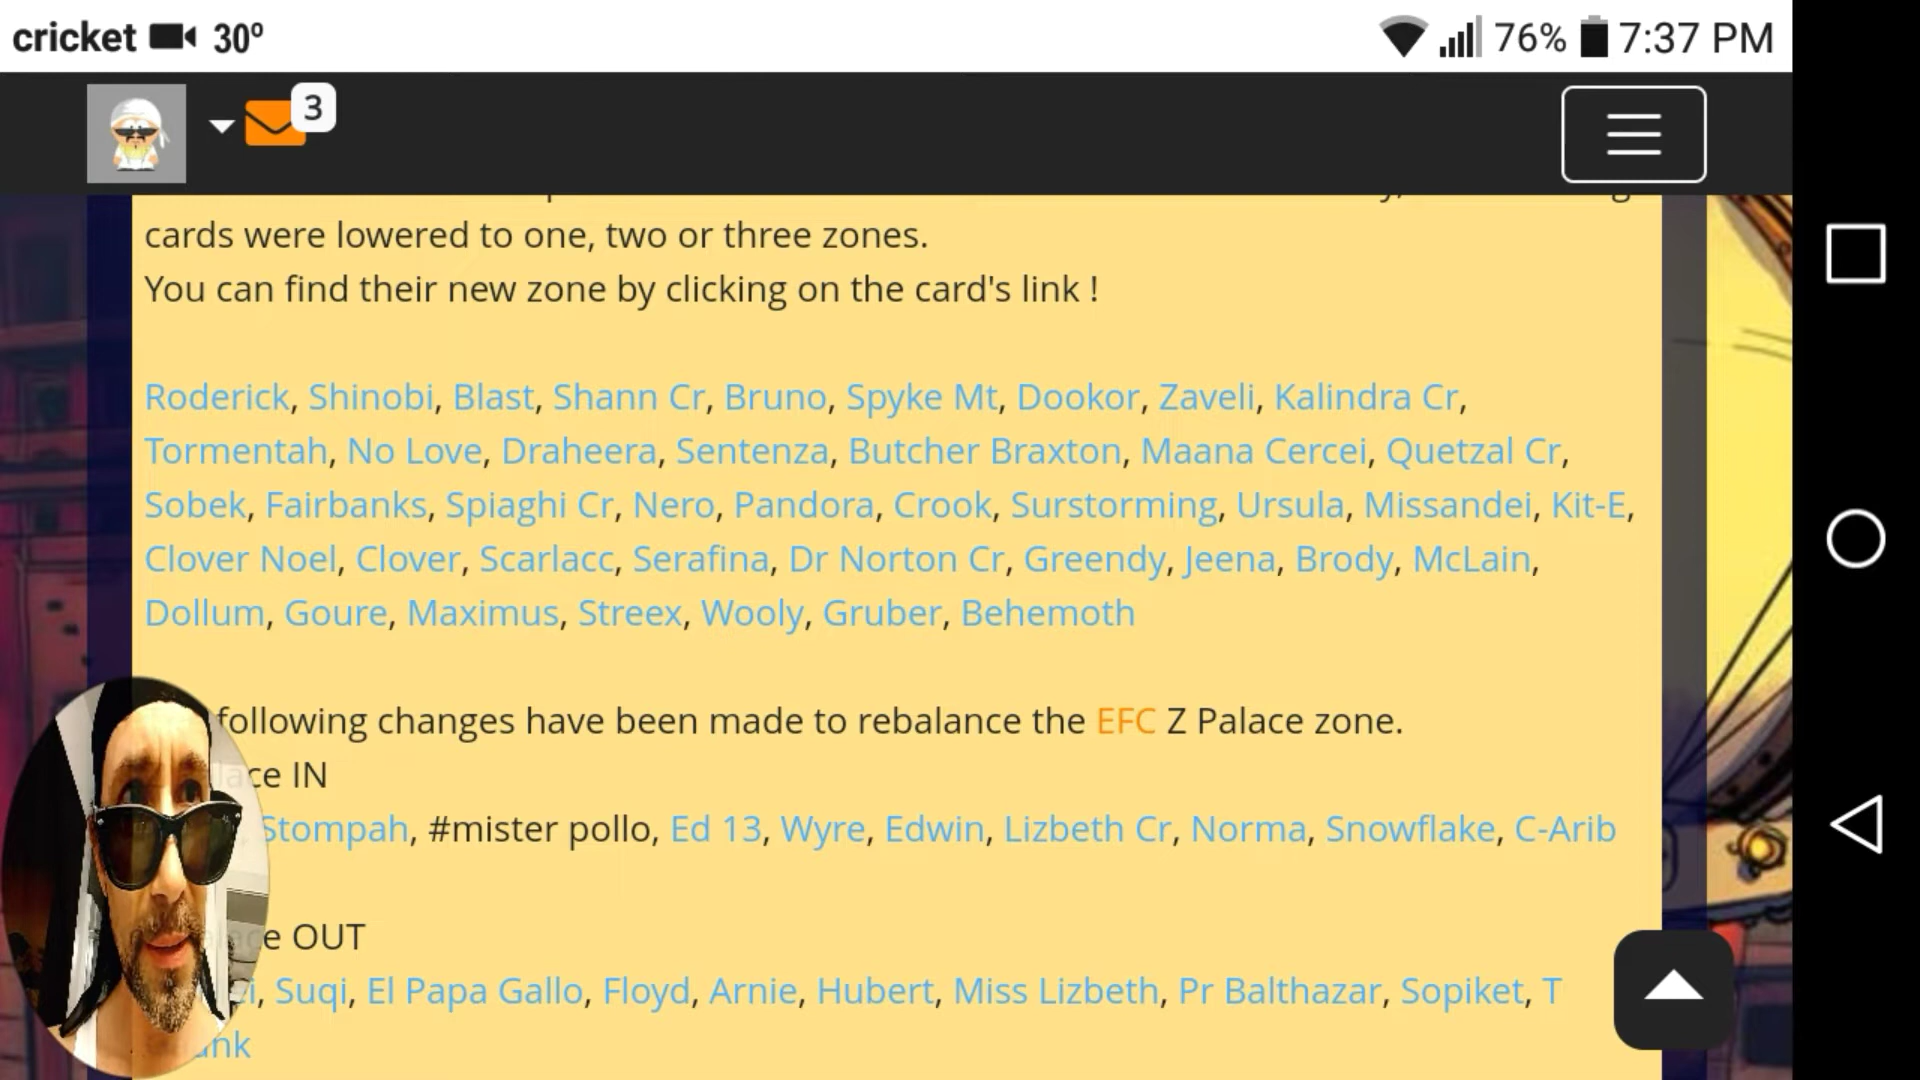 cricket 30° 76% 7:37 PM
3
cards were lowered to one, two or three zones.
You can find their new zone by clicking on the card's link !
Roderick, Shinobi, Blast, Shann Cr, Bruno, Spyke Mt, Dookor, Zaveli, Kalindra Cr,
Tormentah, No Love, Draheera, Sentenza, Butcher Braxton, Maana Cercei, Quetzal Cr,
Sobek, Fairbanks, Spiaghi Cr, Nero, Pandora, Crook, Surstorming, Ursula, Missandei, Kit-E,
Clover Noel, Clover, Scarlacc, Serafina, Dr Norton Cr, Greendy, Jeena, Brody, McLain,
Dollum, Goure, Maximus, Streex, Wooly, Gruber, Behemoth
following changes have been made to rebalance the EFC Z Palace zone.
IN
Stompah, #mister pollo, Ed 13, Wyre, Edwin, Lizbeth Cr, Norma, Snowflake, C-Arib
OUT
Suqi, El Papa Gallo, Floyd, Arnie, Hubert, Miss Lizbeth, Pr Balthazar, Sopiket, T